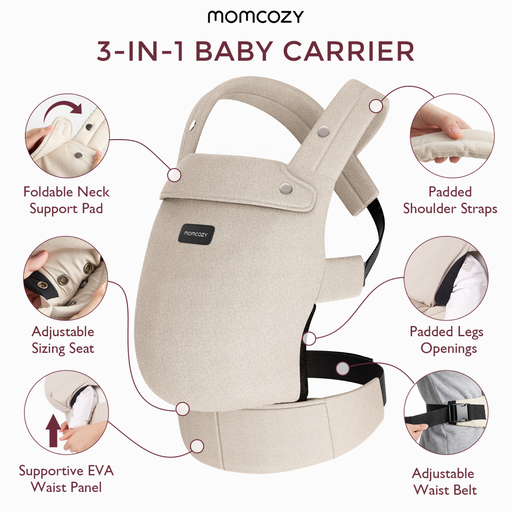 momcozy
3-IN-1 BABY CARRIER
Foldable Neck
Support Pad
Padded
Shoulder Straps
momcozy
Adjustable
Sizing Seat
Padded Legs
Openings
Supportive EVA
Waist Panel
Adjustable
Waist Belt